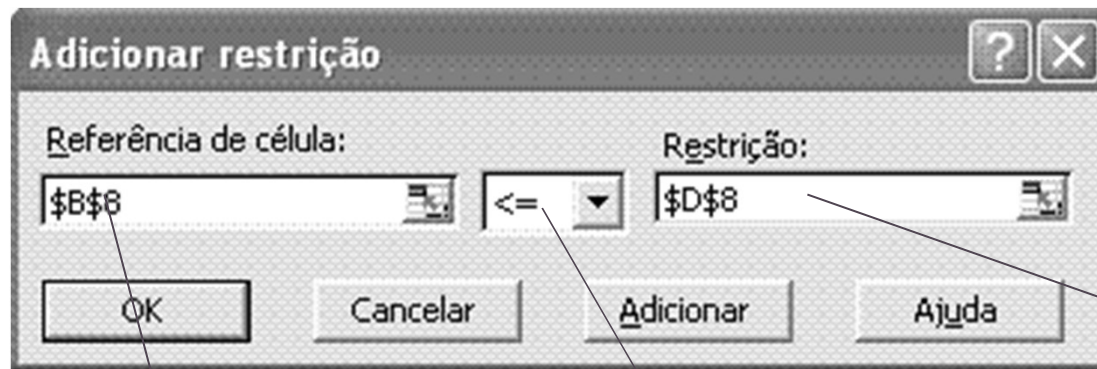 Adicionar restrição
Referência de célula: Restrição:
$B$8 <= $D$8
OK Cancelar Adicionar Ajuda